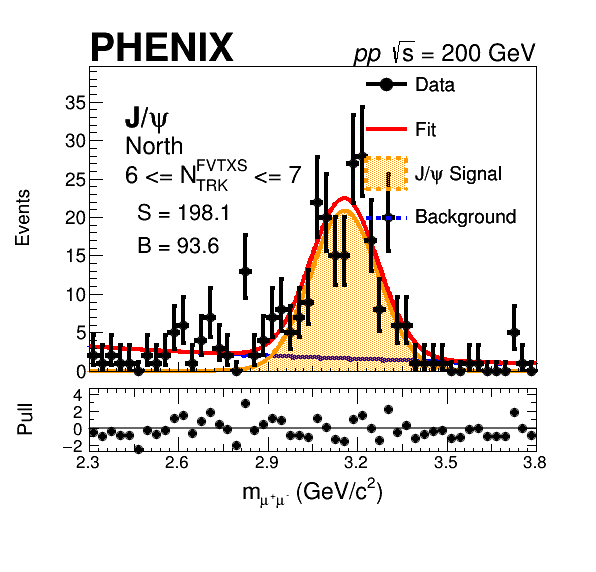 PHENIX
pp √s = 200 GeV
J/ψ
North
6 <= N^{FVTXS}_{TRK} <= 7
S = 198.1
B = 93.6
Data
Fit
J/ψ Signal
Background
Events
35
30
25
20
15
10
5
0
Pull
4
2
0
−2
2.3 2.6 2.9 3.2 3.5 3.8
m_{μ⁺μ⁻} (GeV/c²)